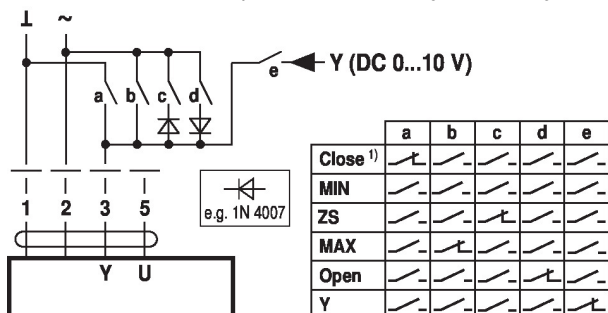 ⊥ ~
a b c d e Y (DC 0...10 V)
1 2 3 5
Y U
e.g. 1N 4007
a b c d e
Close 1)
MIN
ZS
MAX
Open
Y